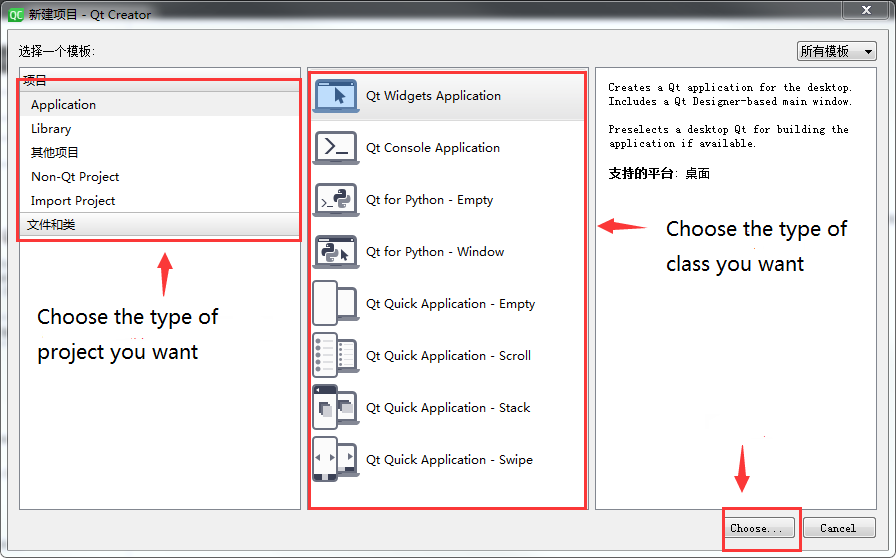 新建项目 - Qt Creator
选择一个模板:
所有模板
项目
Application
Library
其他项目
Non-Qt Project
Import Project
文件和类
Qt Widgets Application
Qt Console Application
Qt for Python - Empty
Qt for Python - Window
Qt Quick Application - Empty
Qt Quick Application - Scroll
Qt Quick Application - Stack
Qt Quick Application - Swipe
Creates a Qt application for the desktop.
Includes a Qt Designer-based main window.
Preselects a desktop Qt for building the
application if available.
支持的平台: 桌面
Choose the type of
class you want
Choose the type of
project you want
Choose...
Cancel